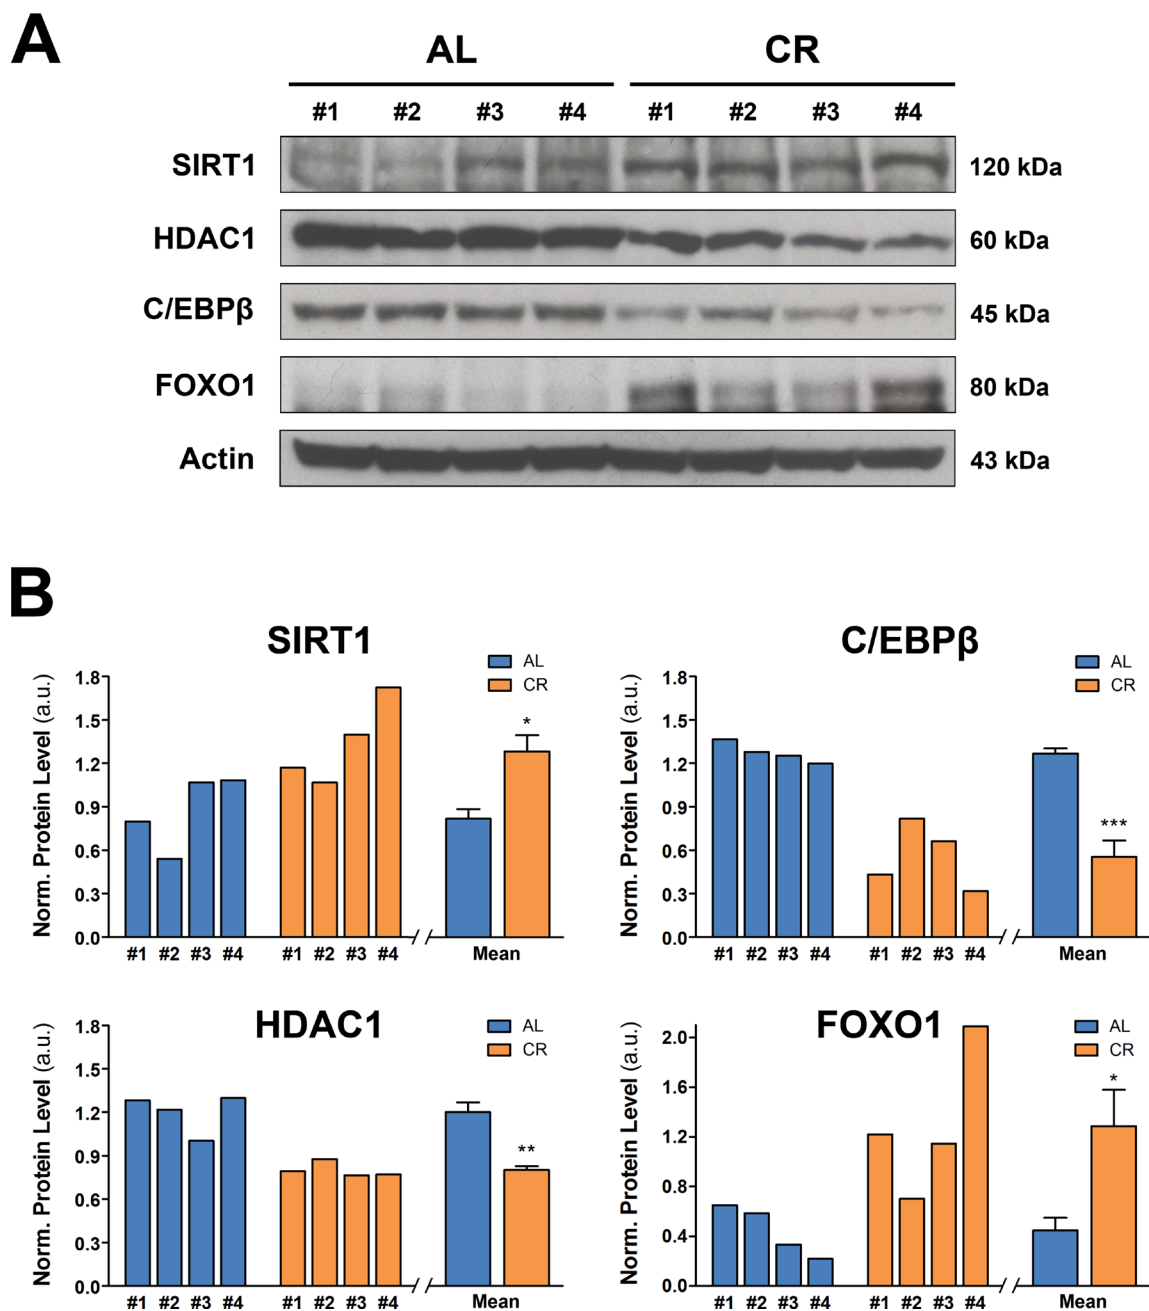 A
AL CR
#1 #2 #3 #4 #1 #2 #3 #4
SIRT1 120 kDa
HDAC1 60 kDa
C/EBPβ 45 kDa
FOXO1 80 kDa
Actin 43 kDa
B
SIRT1
AL
CR
Norm. Protein Level (a.u.)
1.8
1.5
1.2
0.9
0.6
0.3
0.0
*
#1 #2 #3 #4 #1 #2 #3 #4 Mean
C/EBPβ
AL
CR
Norm. Protein Level (a.u.)
1.8
1.5
1.2
0.9
0.6
0.3
0.0
***
#1 #2 #3 #4 #1 #2 #3 #4 Mean
HDAC1
AL
CR
Norm. Protein Level (a.u.)
1.8
1.5
1.2
0.9
0.6
0.3
0.0
**
#1 #2 #3 #4 #1 #2 #3 #4 Mean
FOXO1
AL
CR
Norm. Protein Level (a.u.)
2.0
1.6
1.2
0.8
0.4
0.0
*
#1 #2 #3 #4 #1 #2 #3 #4 Mean